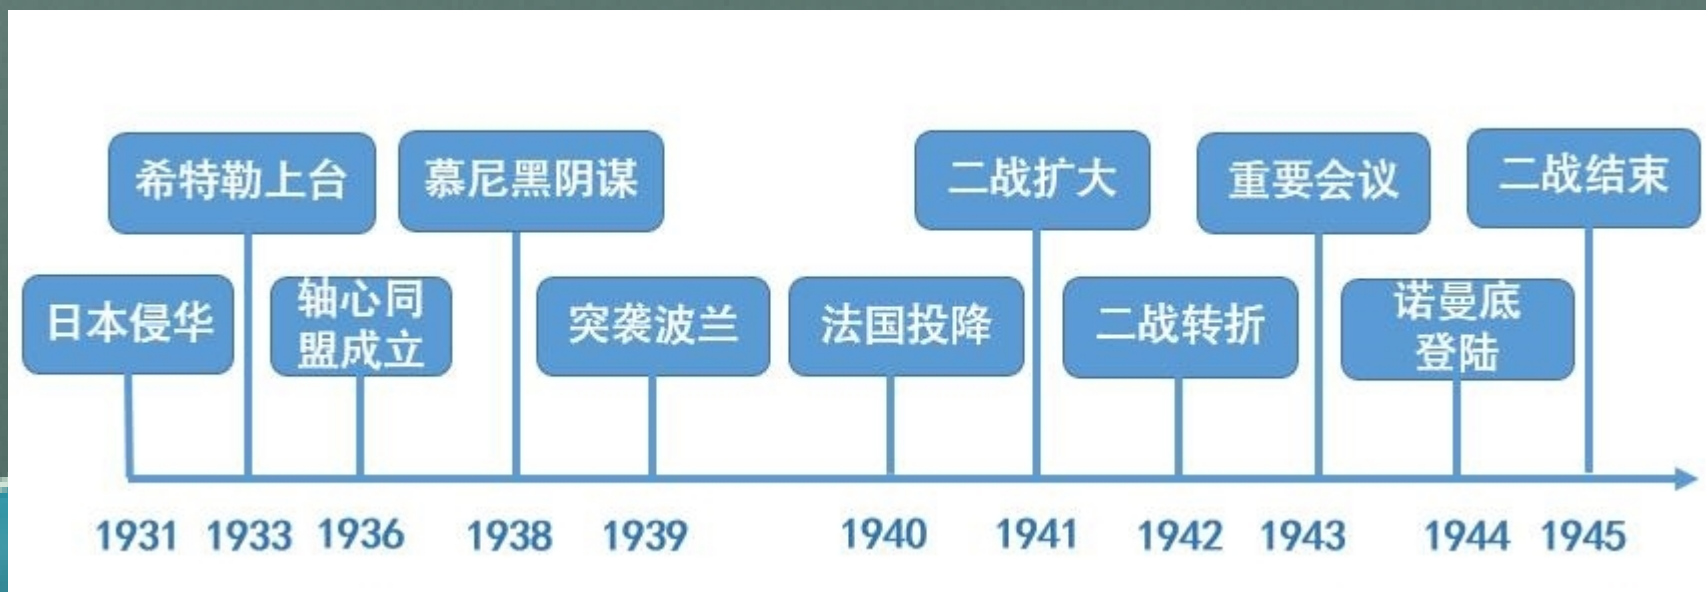 希特勒上台
慕尼黑阴谋
二战扩大
重要会议
二战结束
日本侵华
轴心同
盟成立
突袭波兰
法国投降
二战转折
诺曼底
登陆
1931
1933
1936
1938
1939
1940
1941
1942
1943
1944
1945